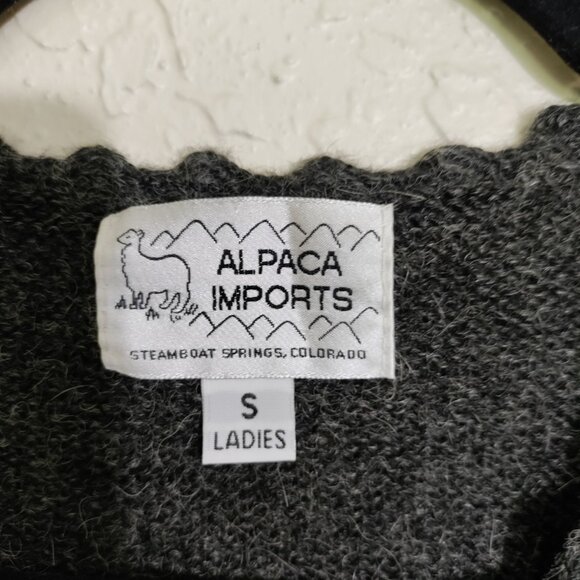 ALPACA
IMPORTS
STEAMBOAT SPRINGS, COLORADO
S
LADIES